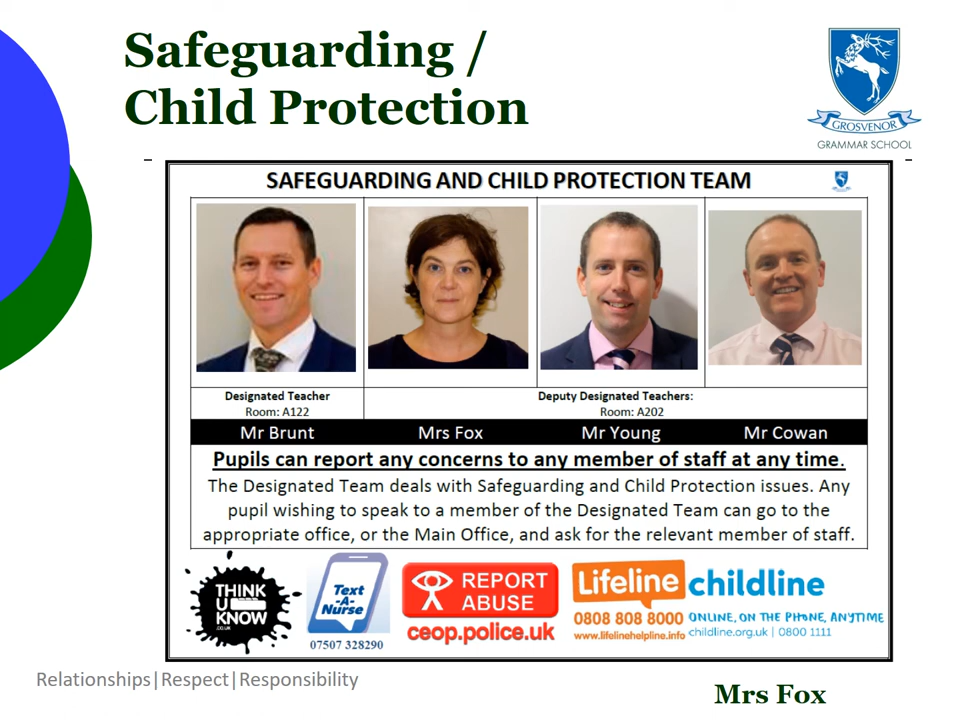 Safeguarding /
Child Protection
GROSVENOR
GRAMMAR SCHOOL
SAFEGUARDING AND CHILD PROTECTION TEAM
Designated Teacher
Room: A122
Deputy Designated Teachers:
Room: A202
Mr Brunt
Mrs Fox
Mr Young
Mr Cowan
Pupils can report any concerns to any member of staff at any time.
The Designated Team deals with Safeguarding and Child Protection issues. Any
pupil wishing to speak to a member of the Designated Team can go to the
appropriate office, or the Main Office, and ask for the relevant member of staff.
THINK
U
KNOW
.CO.UK
Text
-A-
Nurse
07507 328290
REPORT
ABUSE
ceop.police.uk
Lifeline
0808 808 8000
www.lifelinehelpline.info
childline
ONLINE, ON THE PHONE, ANYTIME
childline.org.uk | 0800 1111
Relationships|Respect|Responsibility
Mrs Fox